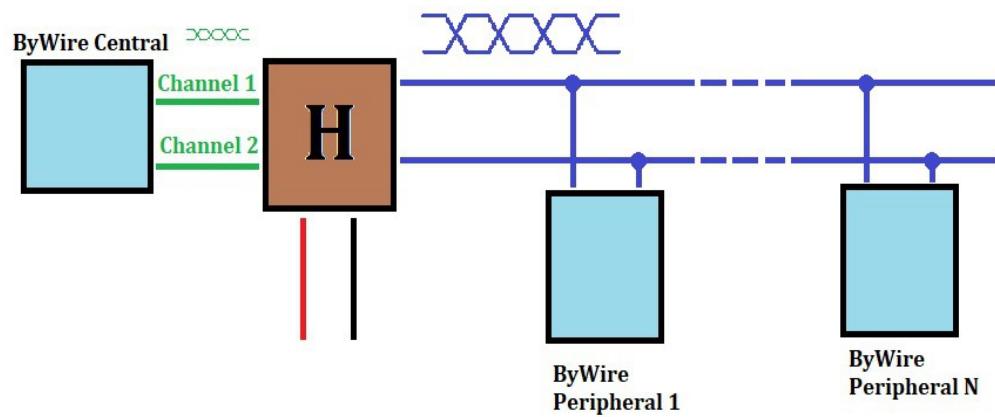 ByWire Central
Channel 1
Channel 2
H
ByWire
Peripheral 1
ByWire
Peripheral N